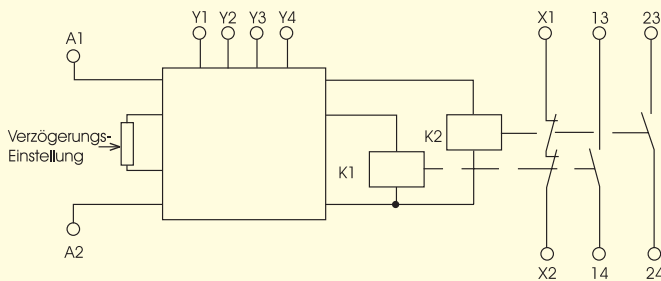 Y1 Y2 Y3 Y4 X1 13 23
A1
Verzögerungs-
Einstellung
K2
K1
A2
X2 14 24